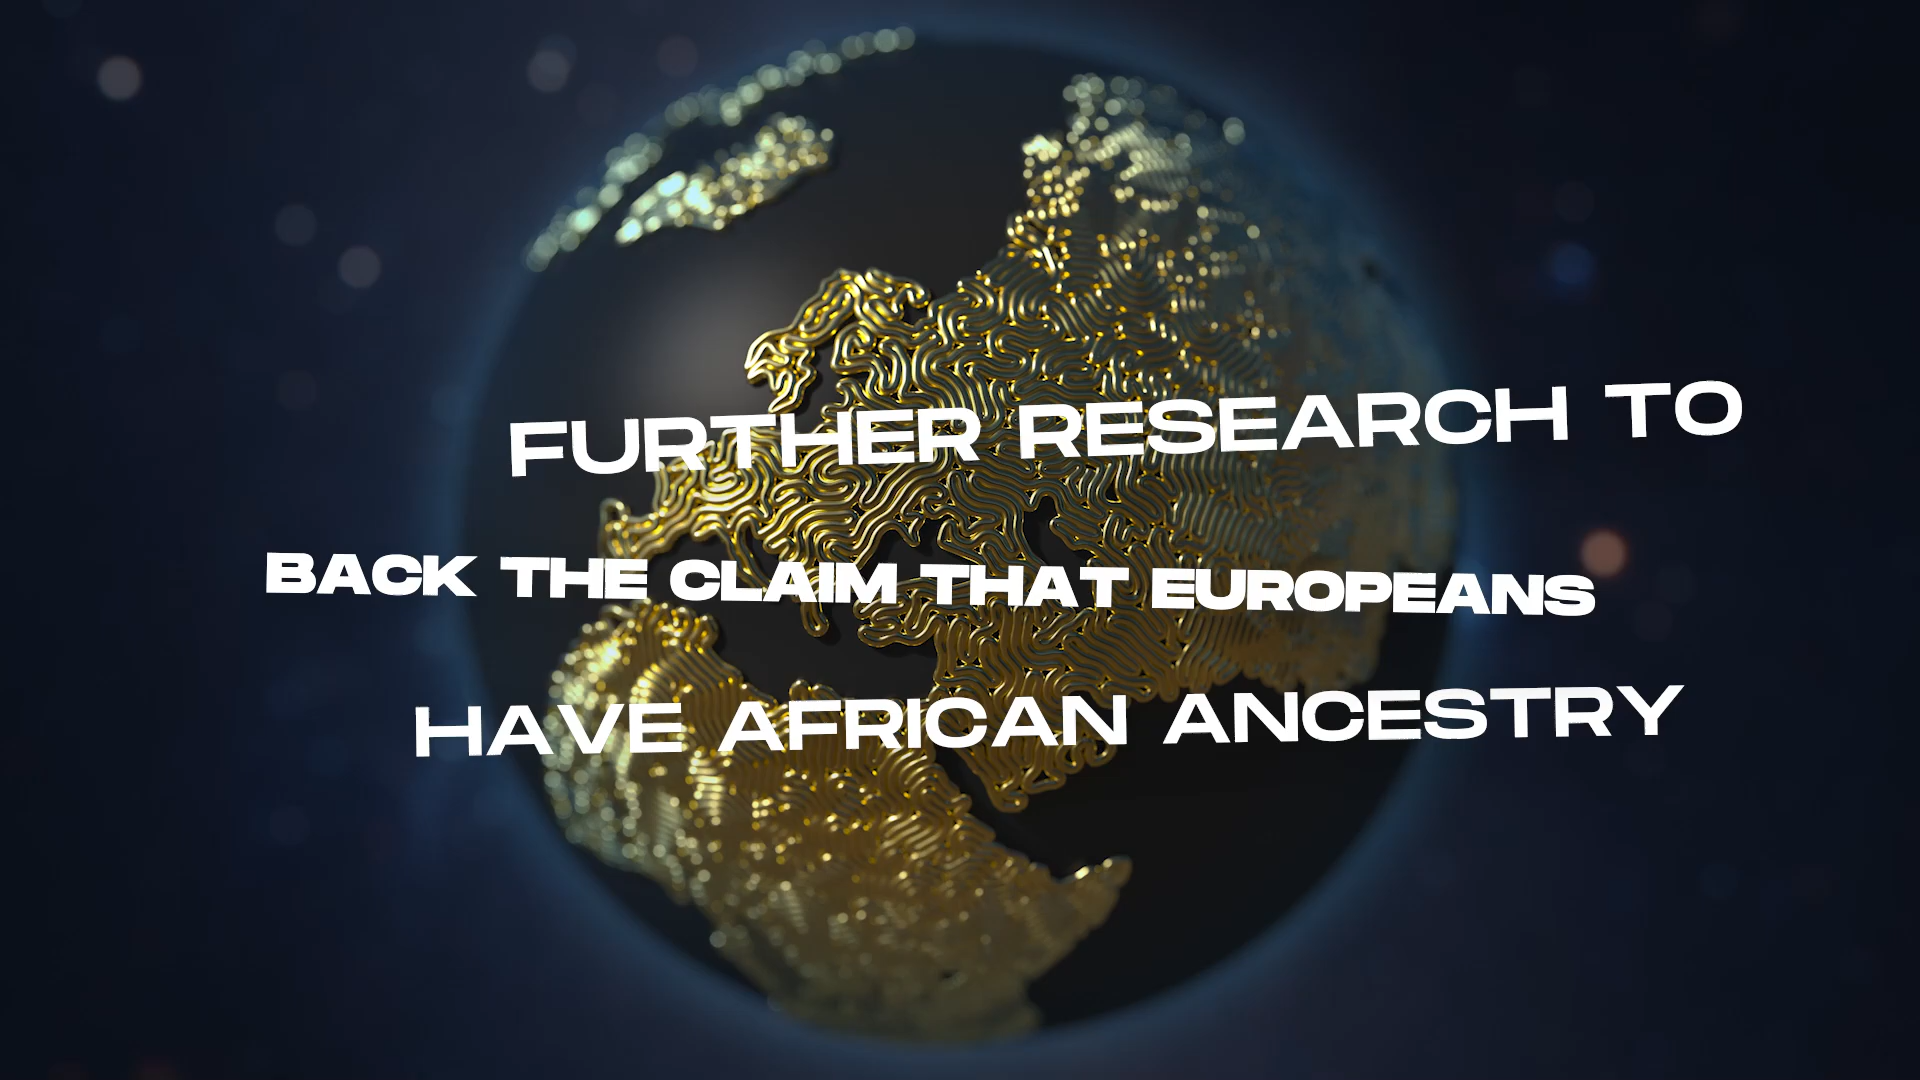 FURTHER RESEARCH TO
BACK THE CLAIM THAT EUROPEANS
HAVE AFRICAN ANCESTRY